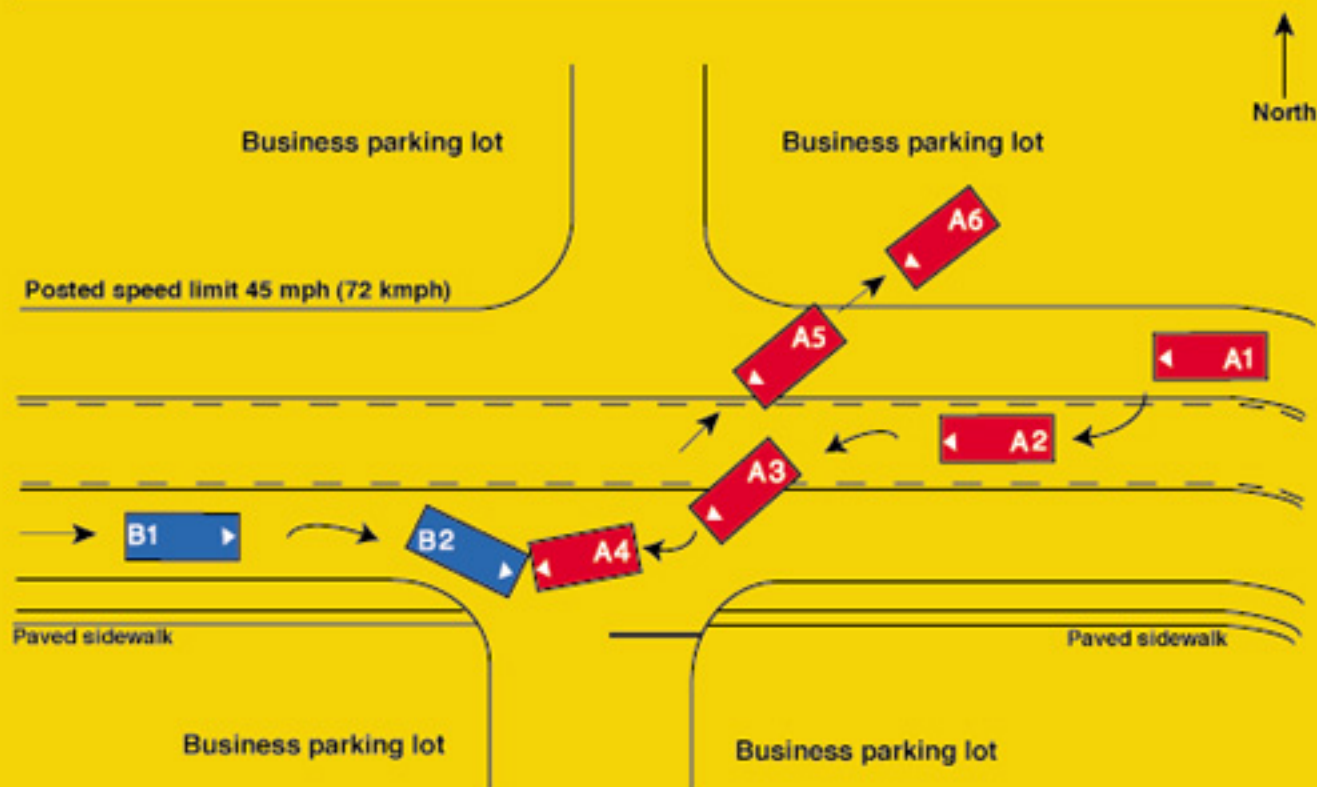 North
Business parking lot
Business parking lot
A6
Posted speed limit 45 mph (72 kmph)
A5
A1
A2
A3
B1
B2
A4
Paved sidewalk
Paved sidewalk
Business parking lot
Business parking lot